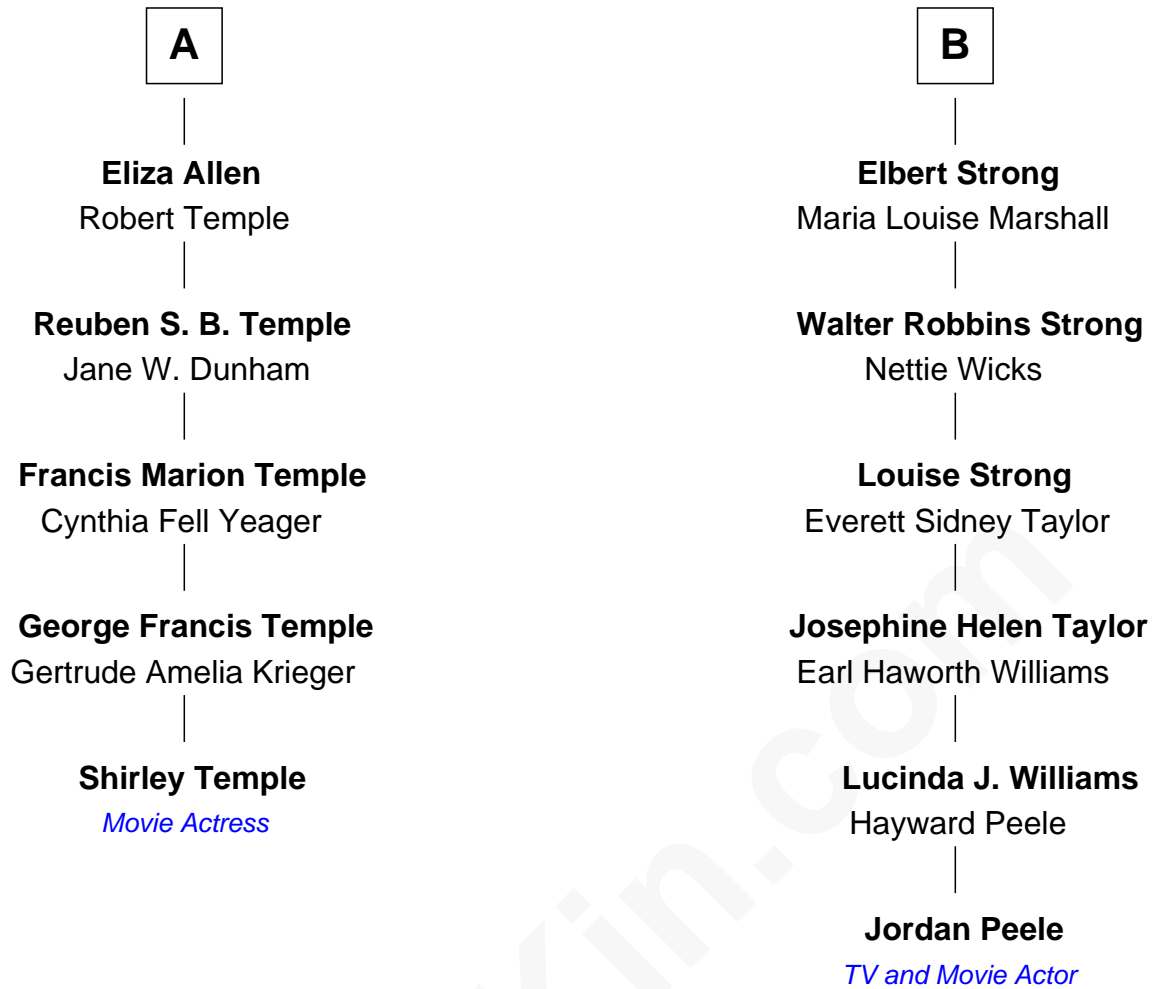 A
Eliza Allen
Robert Temple
Reuben S. B. Temple
Jane W. Dunham
Francis Marion Temple
Cynthia Fell Yeager
George Francis Temple
Gertrude Amelia Krieger
Shirley Temple
Movie Actress
B
Elbert Strong
Maria Louise Marshall
Walter Robbins Strong
Nettie Wicks
Louise Strong
Everett Sidney Taylor
Josephine Helen Taylor
Earl Haworth Williams
Lucinda J. Williams
Hayward Peele
Jordan Peele
TV and Movie Actor
Kin.com